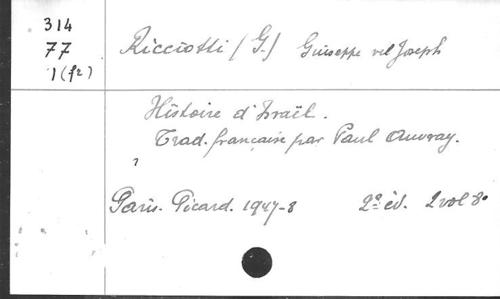 314
77
1 (fr)
Ricciotti (G.) Giuseppe vel Joseph
Histoire d'Israël.
Trad. française par Paul Auvray.
?
Paris. Picard. 1947-8 2e éd. 2 vol 8o